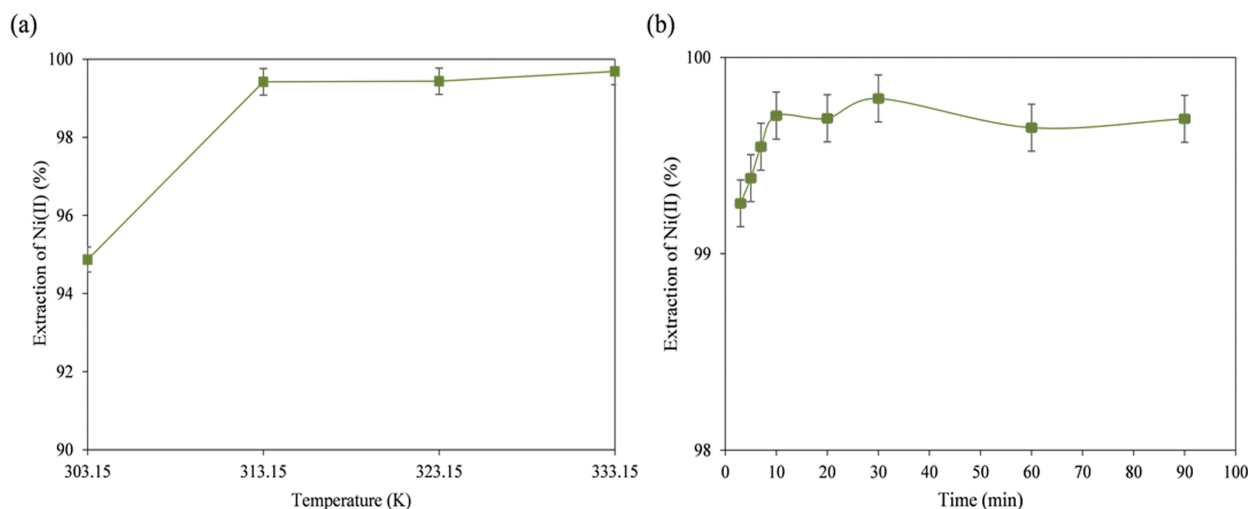 (a)
100
98
96
94
92
90
303.15 313.15 323.15 333.15
Temperature (K)
Extraction of Ni(II) (%)
(b)
100
99
98
0 10 20 30 40 50 60 70 80 90 100
Time (min)
Extraction of Ni(II) (%)